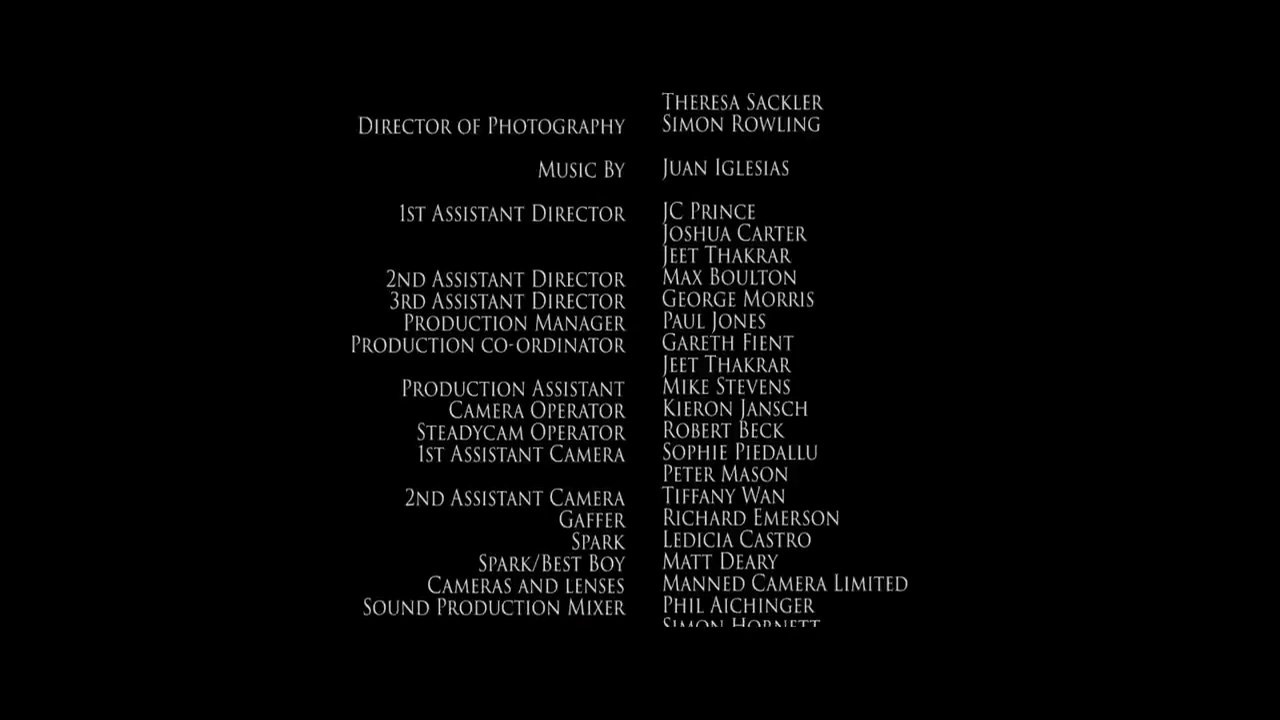 Theresa Sackler
Director of Photography Simon Rowling
Music By Juan Iglesias
1st Assistant Director JC Prince
Joshua Carter
Jeet Thakrar
2nd Assistant Director Max Boulton
3rd Assistant Director George Morris
Production Manager Paul Jones
Production co-ordinator Gareth Fient
Jeet Thakrar
Production Assistant Mike Stevens
Camera Operator Kieron Jansch
Steadycam Operator Robert Beck
1st Assistant Camera Sophie Piedallu
Peter Mason
2nd Assistant Camera Tiffany Wan
Gaffer Richard Emerson
Spark Ledicia Castro
Spark/Best Boy Matt Deary
Cameras and lenses Manned Camera Limited
Sound Production Mixer Phil Aichinger
Simon Hornett